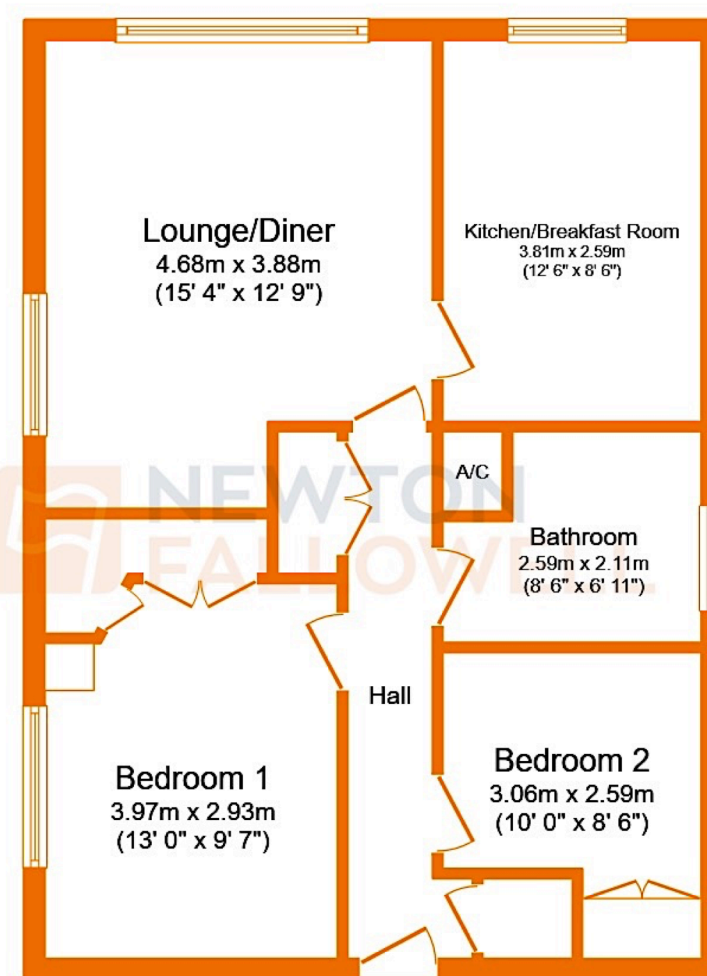 Lounge/Diner
4.68m x 3.88m
(15' 4" x 12' 9")
Kitchen/Breakfast Room
3.81m x 2.59m
(12' 6" x 8' 6")
A/C
NEWTON
FALLOWELL
Bathroom
2.59m x 2.11m
(8' 6" x 6' 11")
Hall
Bedroom 1
3.97m x 2.93m
(13' 0" x 9' 7")
Bedroom 2
3.06m x 2.59m
(10' 0" x 8' 6")